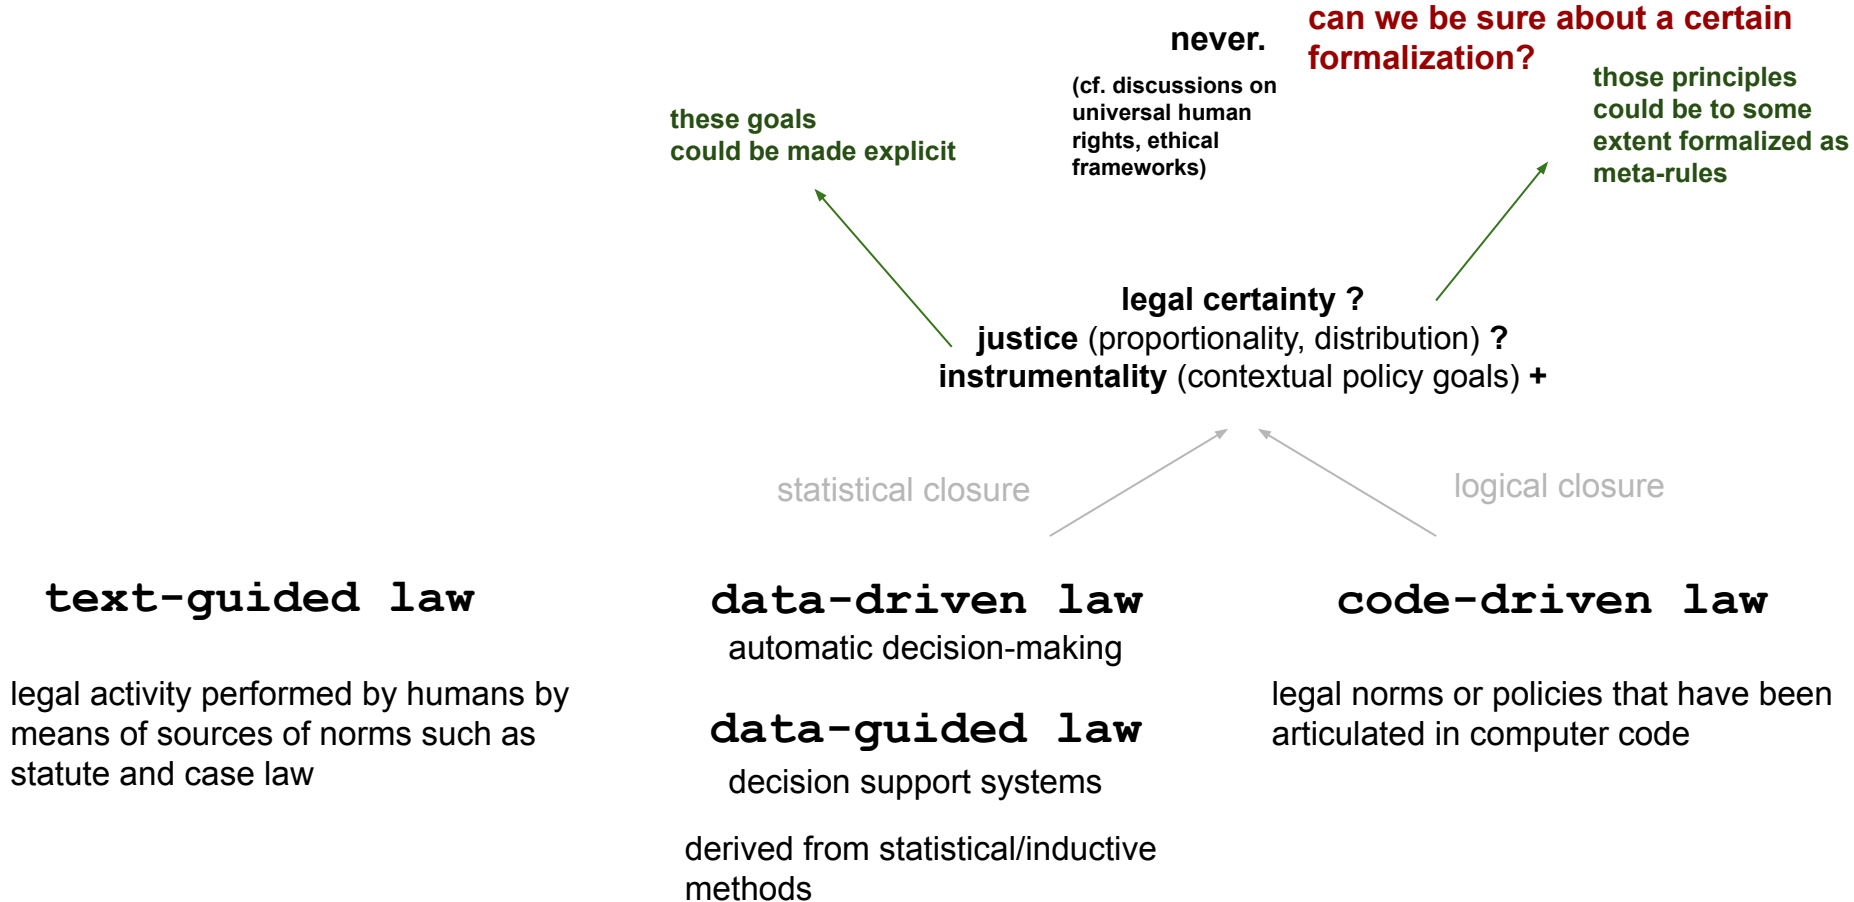 can we be sure about a certain
formalization?
never.
(cf. discussions on
universal human
rights, ethical
frameworks)
those principles
could be to some
extent formalized as
meta-rules
these goals
could be made explicit
legal certainty ?
justice (proportionality, distribution) ?
instrumentality (contextual policy goals) +
statistical closure
logical closure
text-guided law
legal activity performed by humans by
means of sources of norms such as
statute and case law
data-driven law
automatic decision-making
data-guided law
decision support systems
derived from statistical/inductive
methods
code-driven law
legal norms or policies that have been
articulated in computer code